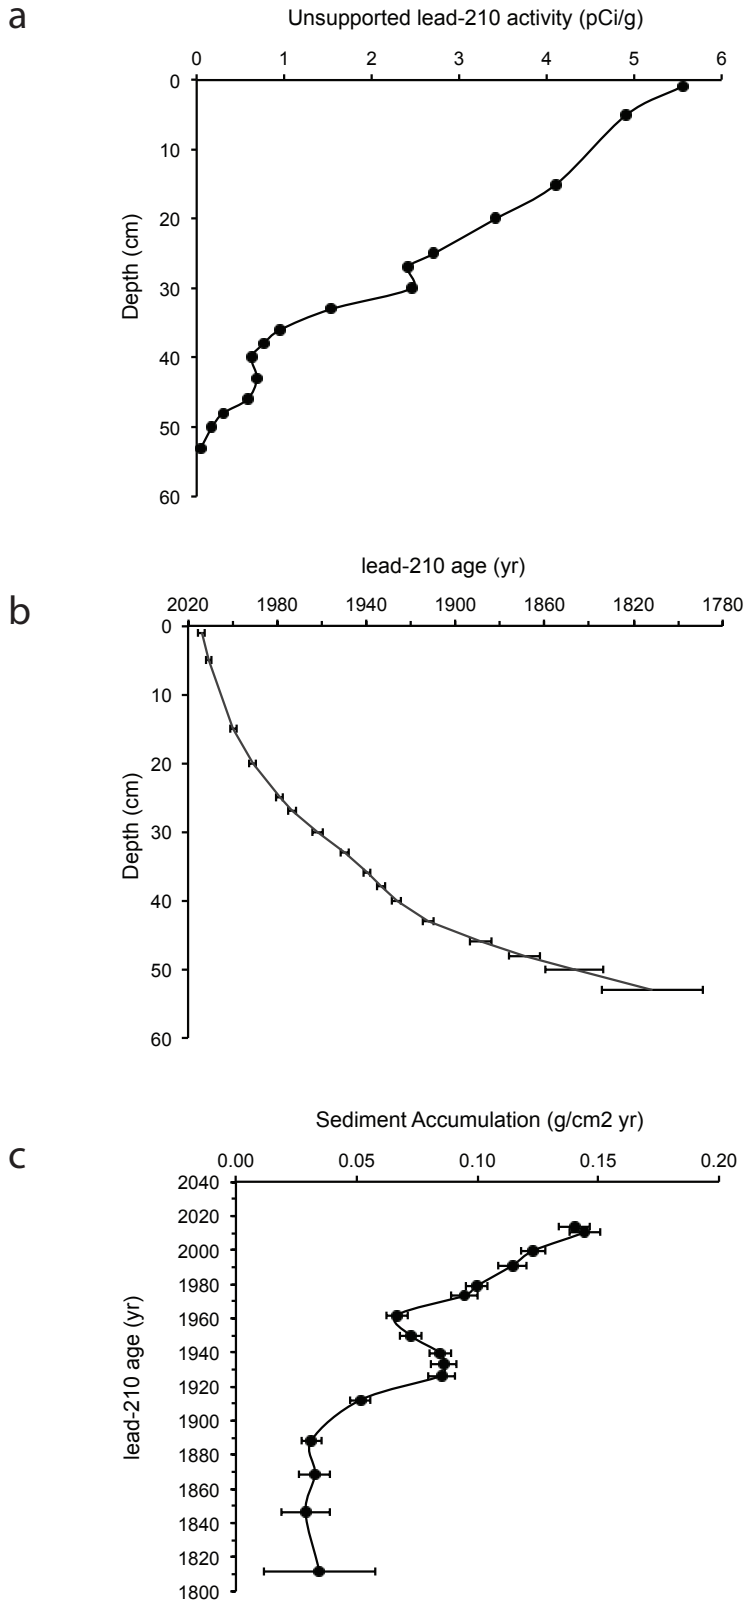 a
Unsupported lead-210 activity (pCi/g)
0 1 2 3 4 5 6
0
10
20
30
40
50
60
Depth (cm)
b
lead-210 age (yr)
2020 1980 1940 1900 1860 1820 1780
0
10
20
30
40
50
60
Depth (cm)
c
Sediment Accumulation (g/cm2 yr)
0.00 0.05 0.10 0.15 0.20
2040
2020
2000
1980
1960
1940
1920
1900
1880
1860
1840
1820
1800
lead-210 age (yr)